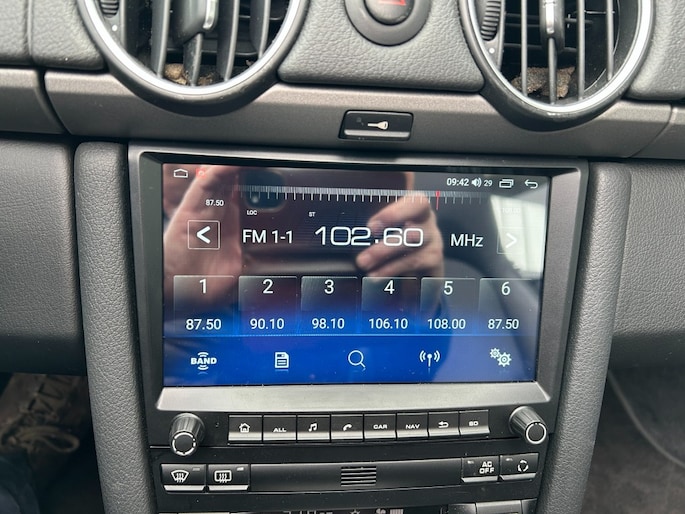 09:42 29
87.50
LOC ST
FM 1-1 102.60 MHz
1 2 3 4 5 6
87.50 90.10 98.10 106.10 108.00 87.50
BAND
ALL CAR NAV
AC OFF